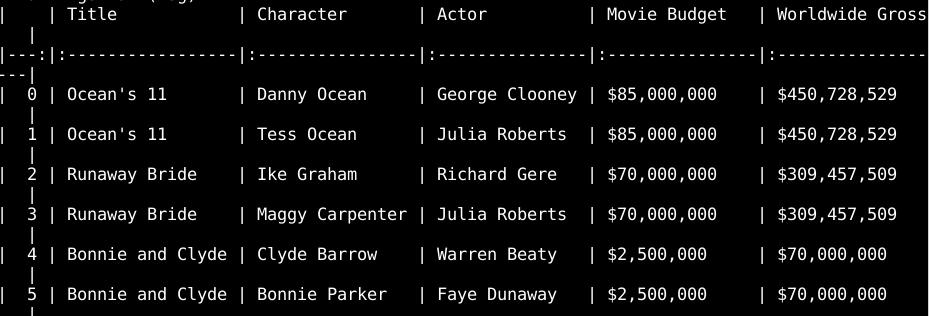 |    | Title           | Character       | Actor          | Movie Budget   | Worldwide Gross
   |
|---:|:-----------------|:----------------|:---------------|:---------------|:---------------
---|
|  0 | Ocean's 11       | Danny Ocean     | George Clooney | $85,000,000    | $450,728,529
   |
|  1 | Ocean's 11       | Tess Ocean      | Julia Roberts  | $85,000,000    | $450,728,529
   |
|  2 | Runaway Bride    | Ike Graham      | Richard Gere   | $70,000,000    | $309,457,509
   |
|  3 | Runaway Bride    | Maggy Carpenter | Julia Roberts  | $70,000,000    | $309,457,509
   |
|  4 | Bonnie and Clyde | Clyde Barrow    | Warren Beaty   | $2,500,000     | $70,000,000
   |
|  5 | Bonnie and Clyde | Bonnie Parker   | Faye Dunaway   | $2,500,000     | $70,000,000
   |